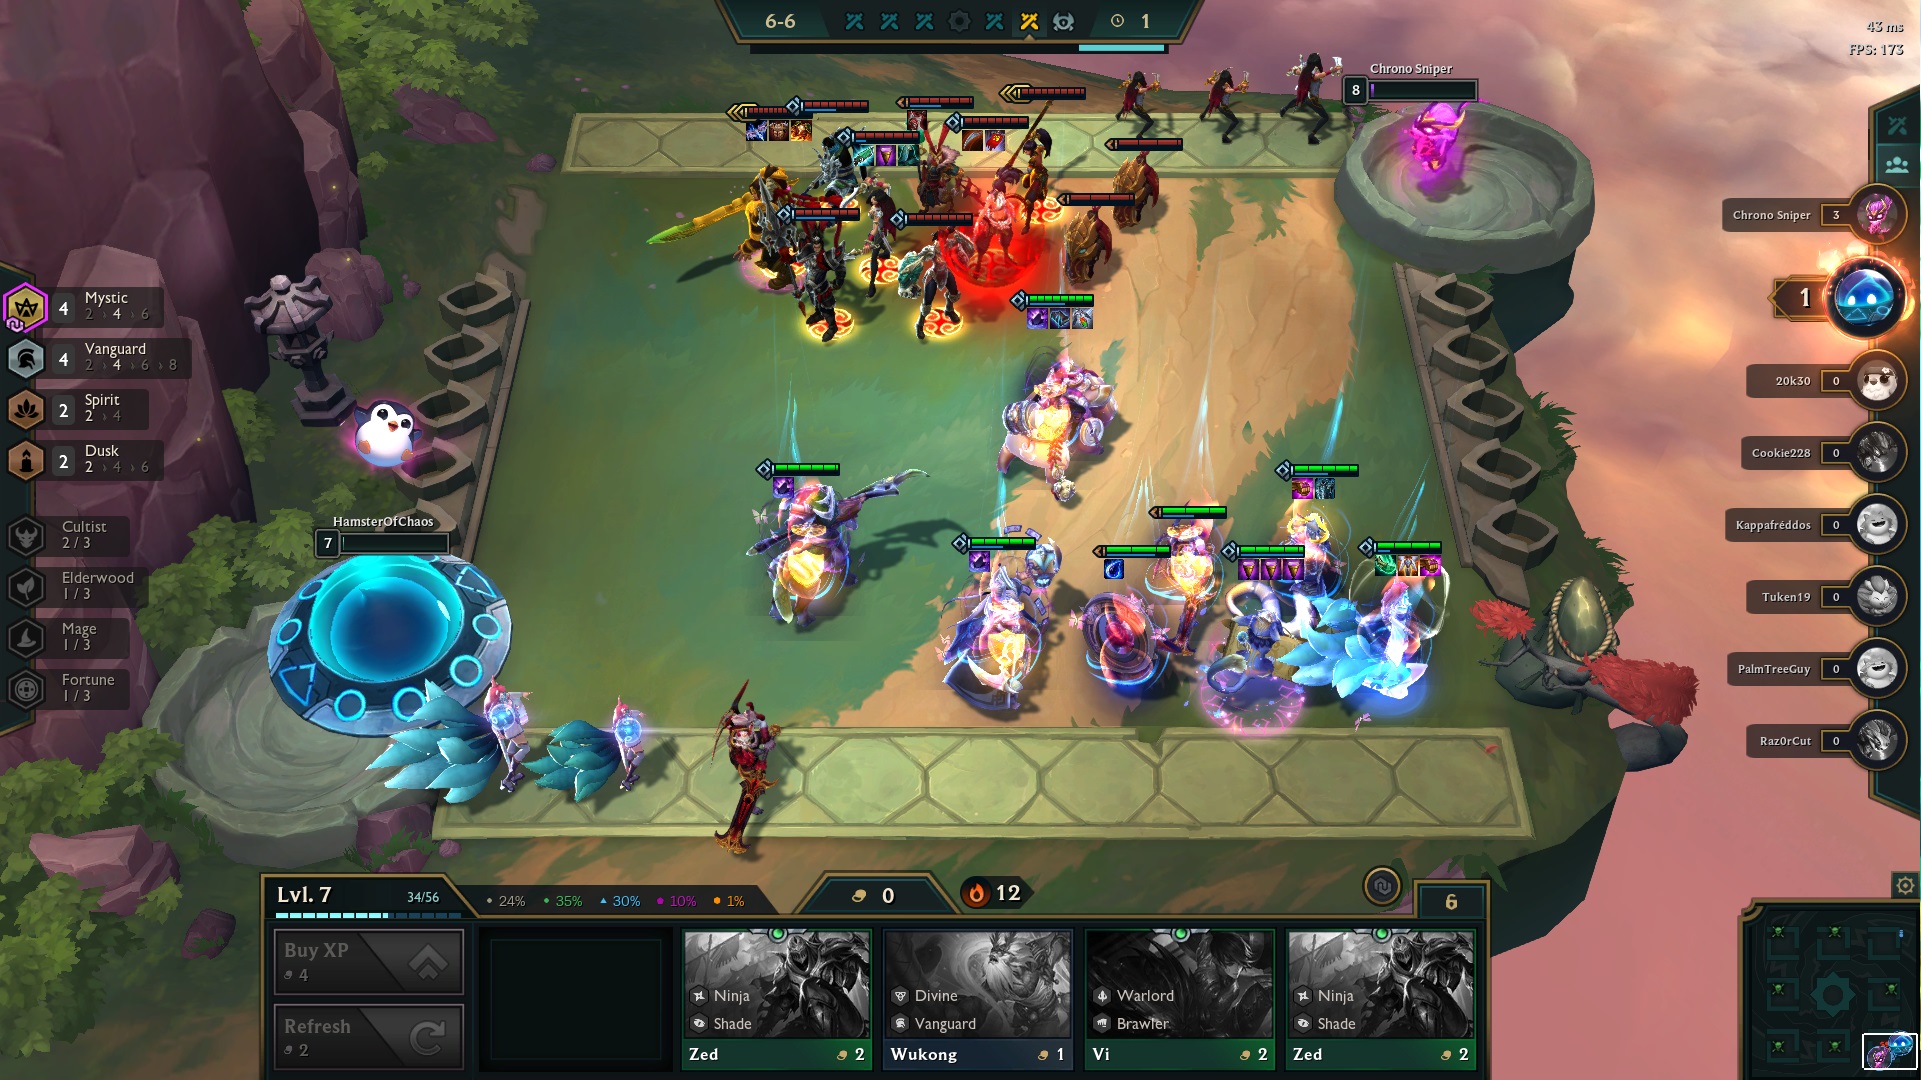 6-6
1
43 ms
FPS: 173
Chrono Sniper
8
Chrono Sniper
3
1
20k30
0
Cookie228
0
Kappafréddos
0
Tuken19
0
PalmTreeGuy
0
Raz0rCut
0
4
Mystic
2 › 4 › 6
4
Vanguard
2 › 4 › 6 › 8
2
Spirit
2 › 4
2
Dusk
2 › 4 › 6
Cultist
2 / 3
Elderwood
1 / 3
Mage
1 / 3
Fortune
1 / 3
HamsterOfChaos
7
Lvl. 7
34/56
24%
35%
30%
10%
1%
0
12
6
Buy XP
4
Refresh
2
Ninja
Shade
Zed
2
Divine
Vanguard
Wukong
1
Warlord
Brawler
Vi
2
Ninja
Shade
Zed
2